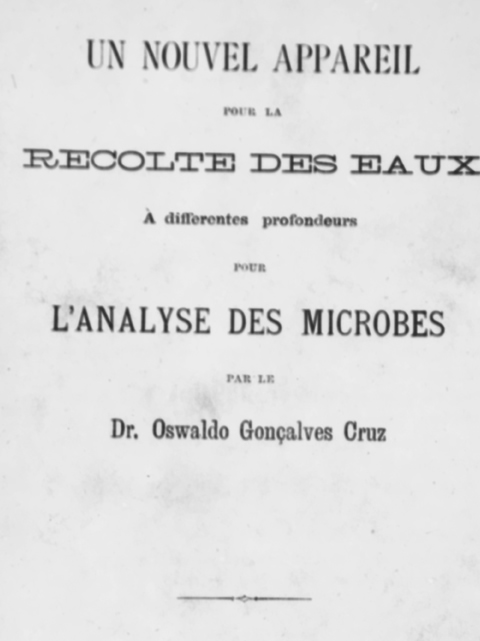 UN NOUVEL APPAREIL
POUR LA
RECOLTE DES EAUX
À differentes profondeurs
POUR
L'ANALYSE DES MICROBES
PAR LE
Dr. Oswaldo Gonçalves Cruz